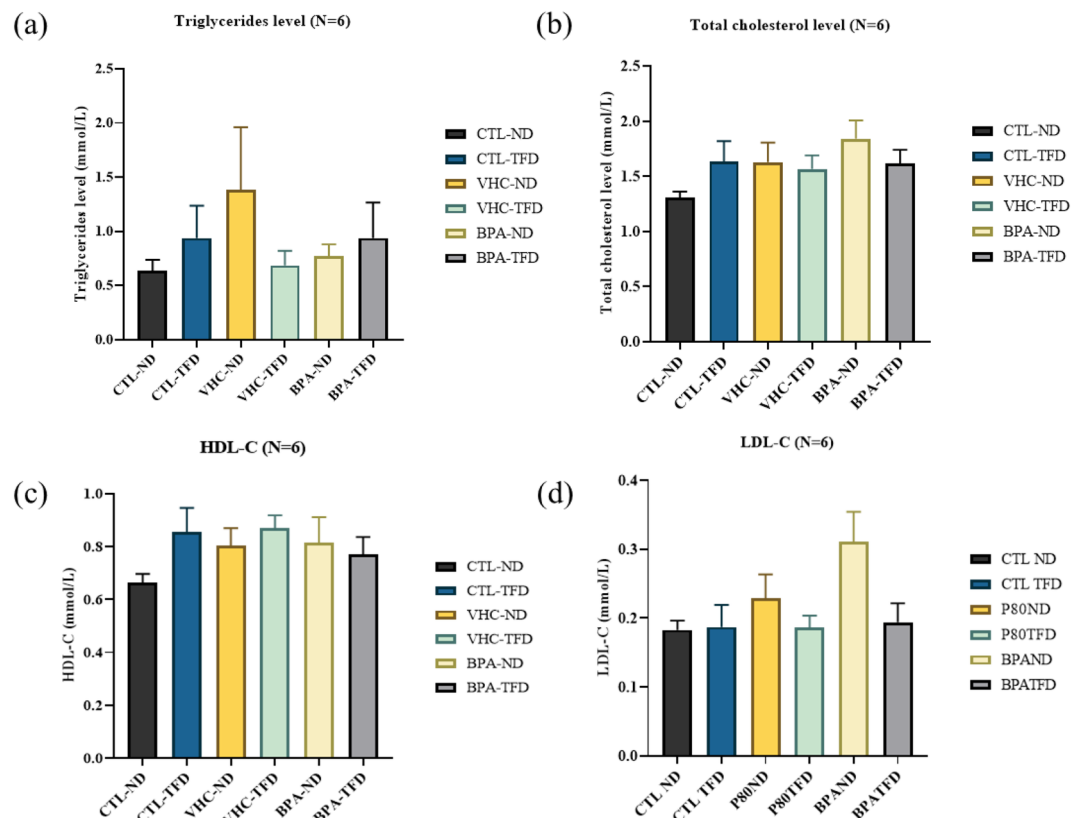 (a)
Triglycerides level (N=6)
Triglycerides level (mmol/L)
2.5
2.0
1.5
1.0
0.5
0.0
CTL-ND
CTL-TFD
VHC-ND
VHC-TFD
BPA-ND
BPA-TFD
CTL-ND
CTL-TFD
VHC-ND
VHC-TFD
BPA-ND
BPA-TFD
(b)
Total cholesterol level (N=6)
Total cholesterol level (mmol/L)
2.5
2.0
1.5
1.0
0.5
0.0
CTL-ND
CTL-TFD
VHC-ND
VHC-TFD
BPA-ND
BPA-TFD
CTL-ND
CTL-TFD
VHC-ND
VHC-TFD
BPA-ND
BPA-TFD
(c)
HDL-C (N=6)
HDL-C (mmol/L)
1.0
0.8
0.6
0.4
0.2
0.0
CTL-ND
CTL-TFD
VHC-ND
VHC-TFD
BPA-ND
BPA-TFD
CTL-ND
CTL-TFD
VHC-ND
VHC-TFD
BPA-ND
BPA-TFD
(d)
LDL-C (N=6)
LDL-C (mmol/L)
0.4
0.3
0.2
0.1
0.0
CTL ND
CTL TFD
P80ND
P80TFD
BPAND
BPATFD
CTL ND
CTL TFD
P80ND
P80TFD
BPAND
BPATFD